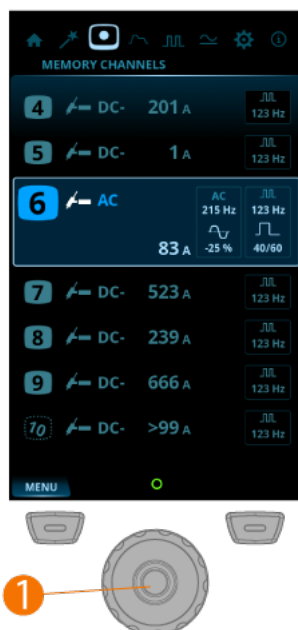 MEMORY CHANNELS
4 DC- 201 A 123 Hz
5 DC- 1 A 123 Hz
6 AC 83 A AC 215 Hz -25 % 123 Hz 40/60
7 DC- 523 A 123 Hz
8 DC- 239 A 123 Hz
9 DC- 666 A 123 Hz
10 DC- >99 A 123 Hz
MENU
1